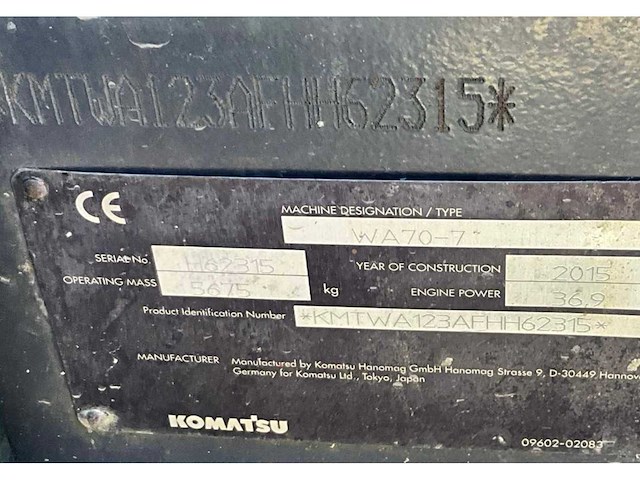 KMTWA123AFHH62315*
CE
MACHINE DESIGNATION / TYPE
WA70-7
SERIAL No. H62315
YEAR OF CONSTRUCTION 2015
OPERATING MASS 5675 kg
ENGINE POWER 36,9
Product Identification Number *KMTWA123AFHH62315*
MANUFACTURER Manufactured by Komatsu Hanomag GmbH Hanomag Strasse 9, D-30449 Hannov
Germany for Komatsu Ltd., Tokyo, Japan
KOMATSU
09602-02083